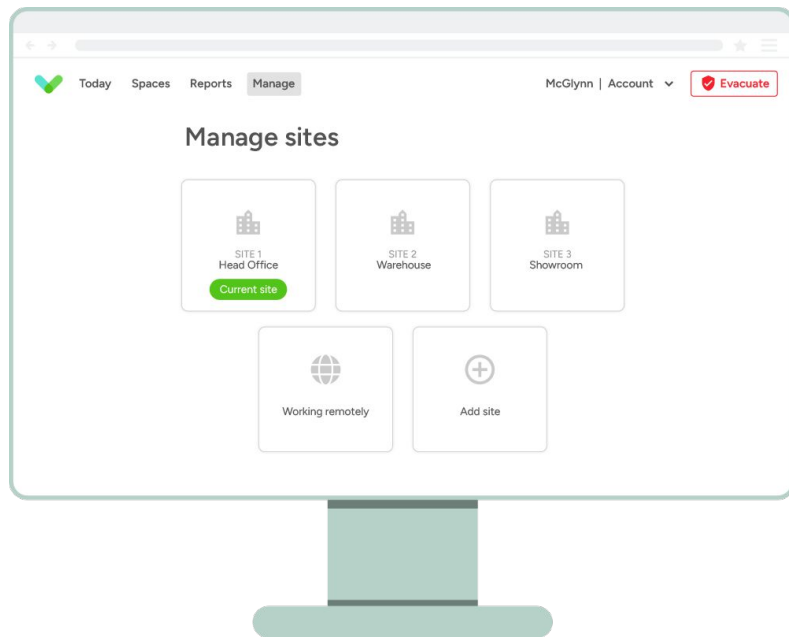 Today Spaces Reports Manage McGlynn | Account Evacuate
Manage sites
SITE 1
Head Office
Current site
SITE 2
Warehouse
SITE 3
Showroom
Working remotely
Add site